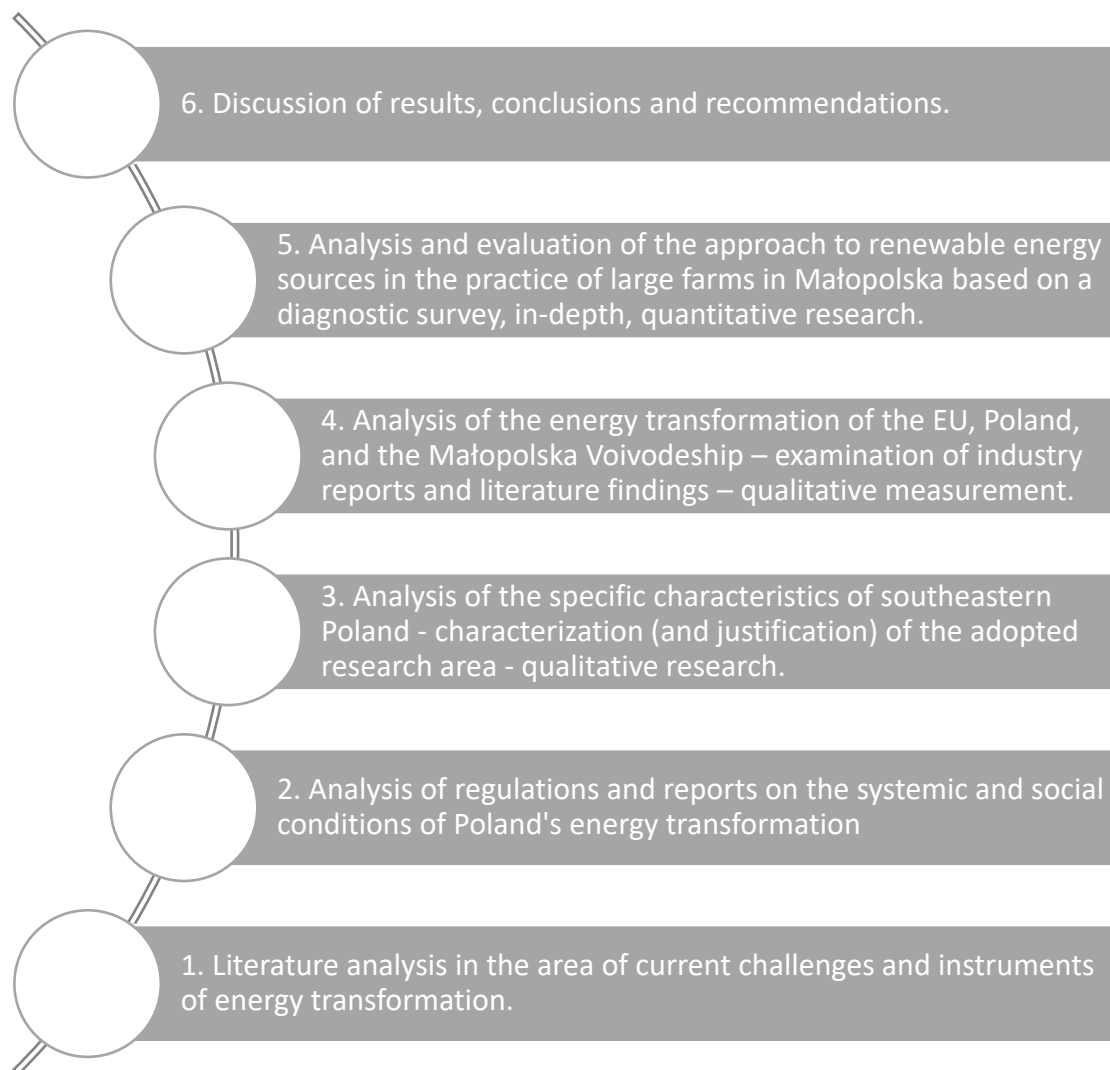 6. Discussion of results, conclusions and recommendations.
5. Analysis and evaluation of the approach to renewable energy
sources in the practice of large farms in Małopolska based on a
diagnostic survey, in-depth, quantitative research.
4. Analysis of the energy transformation of the EU, Poland,
and the Małopolska Voivodeship – examination of industry
reports and literature findings – qualitative measurement.
3. Analysis of the specific characteristics of southeastern
Poland - characterization (and justification) of the adopted
research area - qualitative research.
2. Analysis of regulations and reports on the systemic and social
conditions of Poland's energy transformation
1. Literature analysis in the area of current challenges and instruments
of energy transformation.